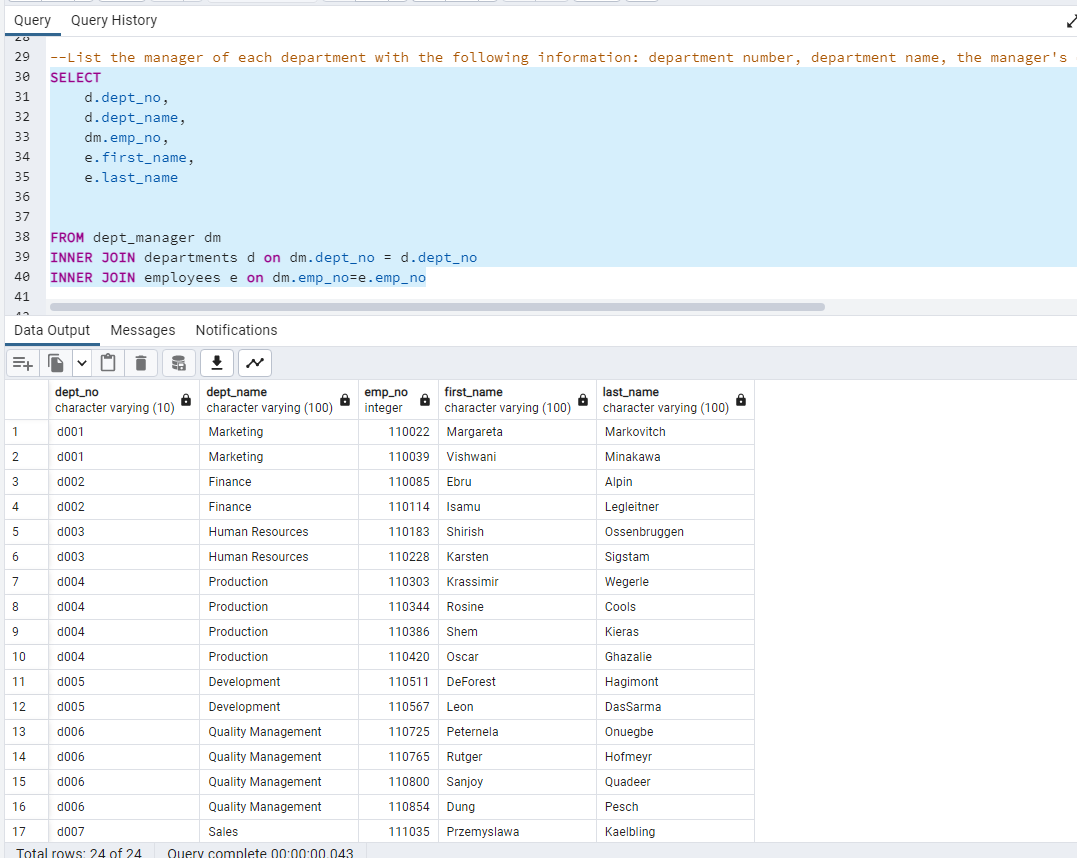 Query Query History
28
29 --List the manager of each department with the following information: department number, department name, the manager's
30 SELECT
31 d.dept_no,
32 d.dept_name,
33 dm.emp_no,
34 e.first_name,
35 e.last_name
36
37
38 FROM dept_manager dm
39 INNER JOIN departments d on dm.dept_no = d.dept_no
40 INNER JOIN employees e on dm.emp_no=e.emp_no
41
42
Data Output Messages Notifications
dept_no dept_name emp_no first_name last_name
character varying (10) character varying (100) integer character varying (100) character varying (100)
1 d001 Marketing 110022 Margareta Markovitch
2 d001 Marketing 110039 Vishwani Minakawa
3 d002 Finance 110085 Ebru Alpin
4 d002 Finance 110114 Isamu Legleitner
5 d003 Human Resources 110183 Shirish Ossenbruggen
6 d003 Human Resources 110228 Karsten Sigstam
7 d004 Production 110303 Krassimir Wegerle
8 d004 Production 110344 Rosine Cools
9 d004 Production 110386 Shem Kieras
10 d004 Production 110420 Oscar Ghazalie
11 d005 Development 110511 DeForest Hagimont
12 d005 Development 110567 Leon DasSarma
13 d006 Quality Management 110725 Peternela Onuegbe
14 d006 Quality Management 110765 Rutger Hofmeyr
15 d006 Quality Management 110800 Sanjoy Quadeer
16 d006 Quality Management 110854 Dung Pesch
17 d007 Sales 111035 Przemyslawa Kaelbling
Total rows: 24 of 24 Query complete 00:00:00.043